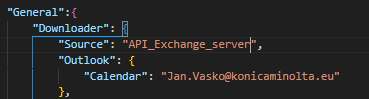 "General":{
"Downloader": {
"Source": "API_Exchange_server",
"Outlook": {
"Calendar": "Jan.Vasko@konicaminolta.eu"
},